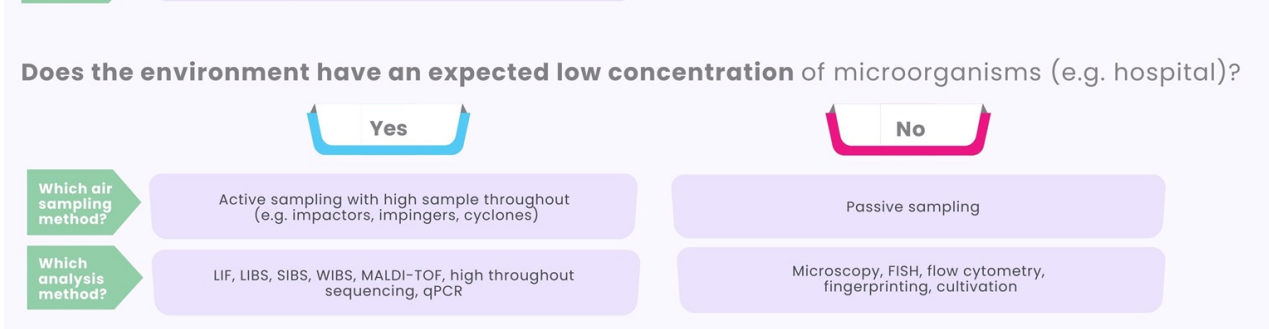 Does the environment have an expected low concentration of microorganisms (e.g. hospital)?
Yes
No
Which air
sampling
method?
Active sampling with high sample throughout
(e.g. impactors, impingers, cyclones)
Passive sampling
Which
analysis
method?
LIF, LIBS, SIBS, WIBS, MALDI-TOF, high throughout
sequencing, qPCR
Microscopy, FISH, flow cytometry,
fingerprinting, cultivation